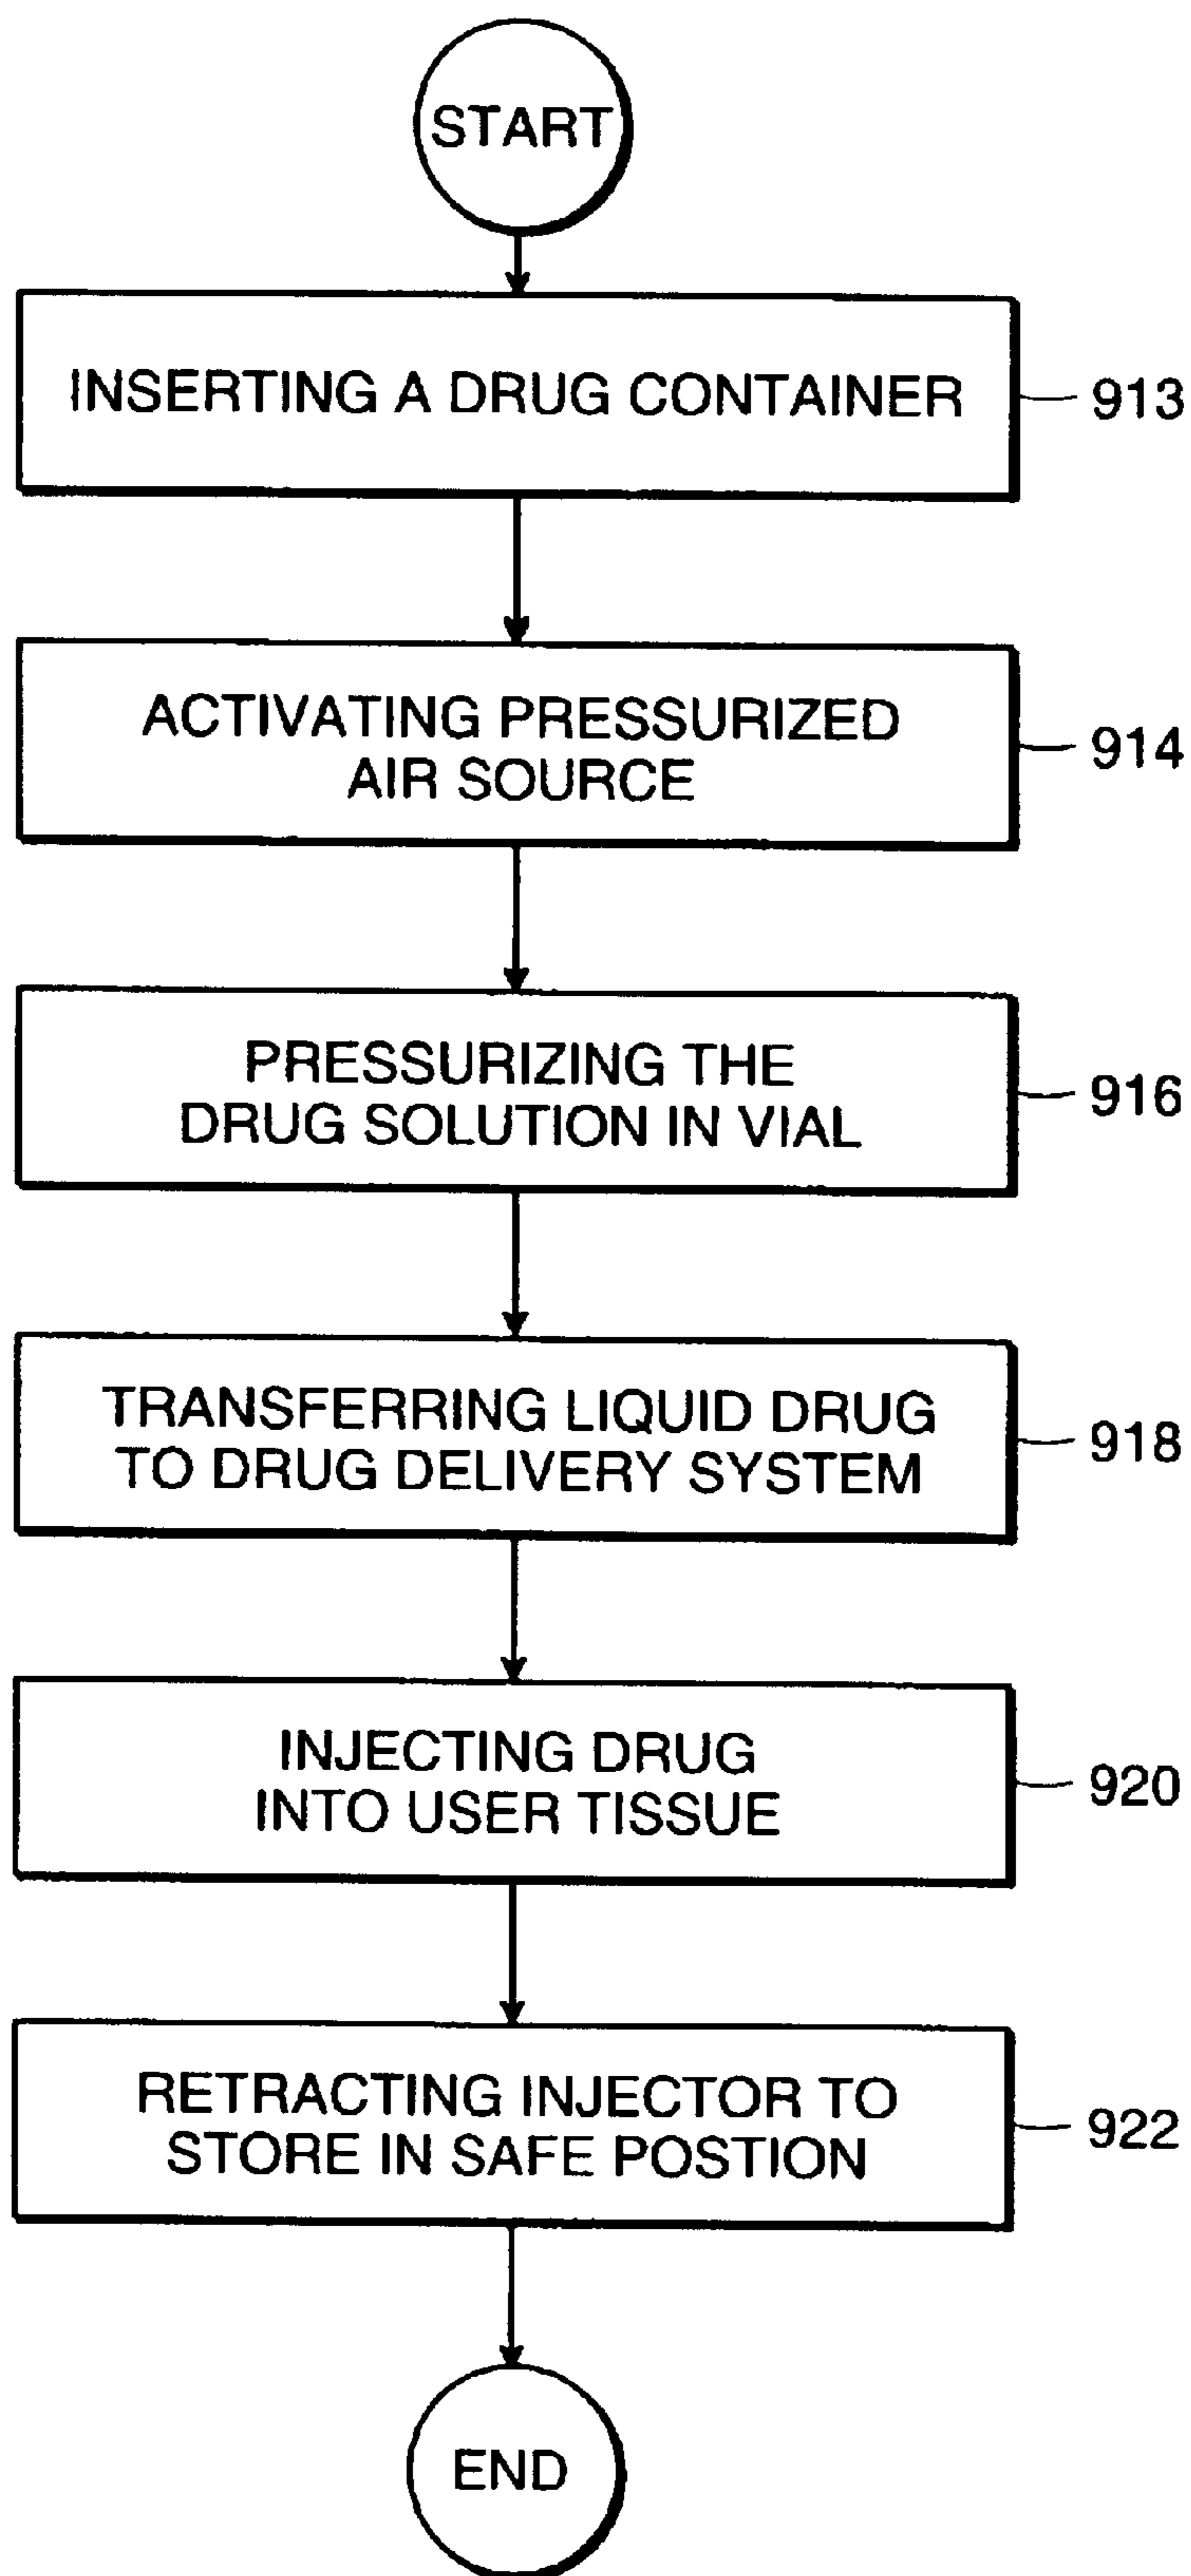 START
INSERTING A DRUG CONTAINER
913
ACTIVATING PRESSURIZED
AIR SOURCE
914
PRESSURIZING THE
DRUG SOLUTION IN VIAL
916
TRANSFERRING LIQUID DRUG
TO DRUG DELIVERY SYSTEM
918
INJECTING DRUG
INTO USER TISSUE
920
RETRACTING INJECTOR TO
STORE IN SAFE POSTION
922
END